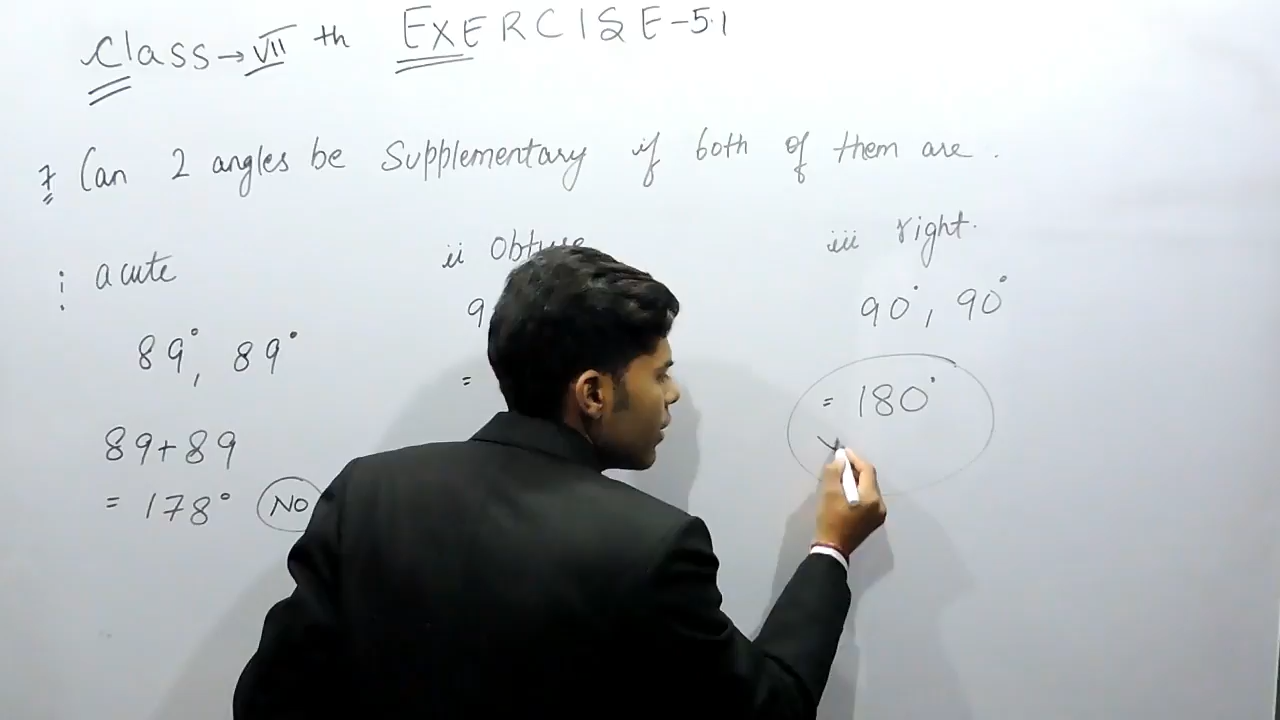 Class → VII th EXERCISE-5.1
7 Can 2 angles be Supplementary if both of them are.
i acute
ii Obtuse
iii right.
89°, 89°
9
90°, 90°
89+89
=
= 180°
= 178° NO